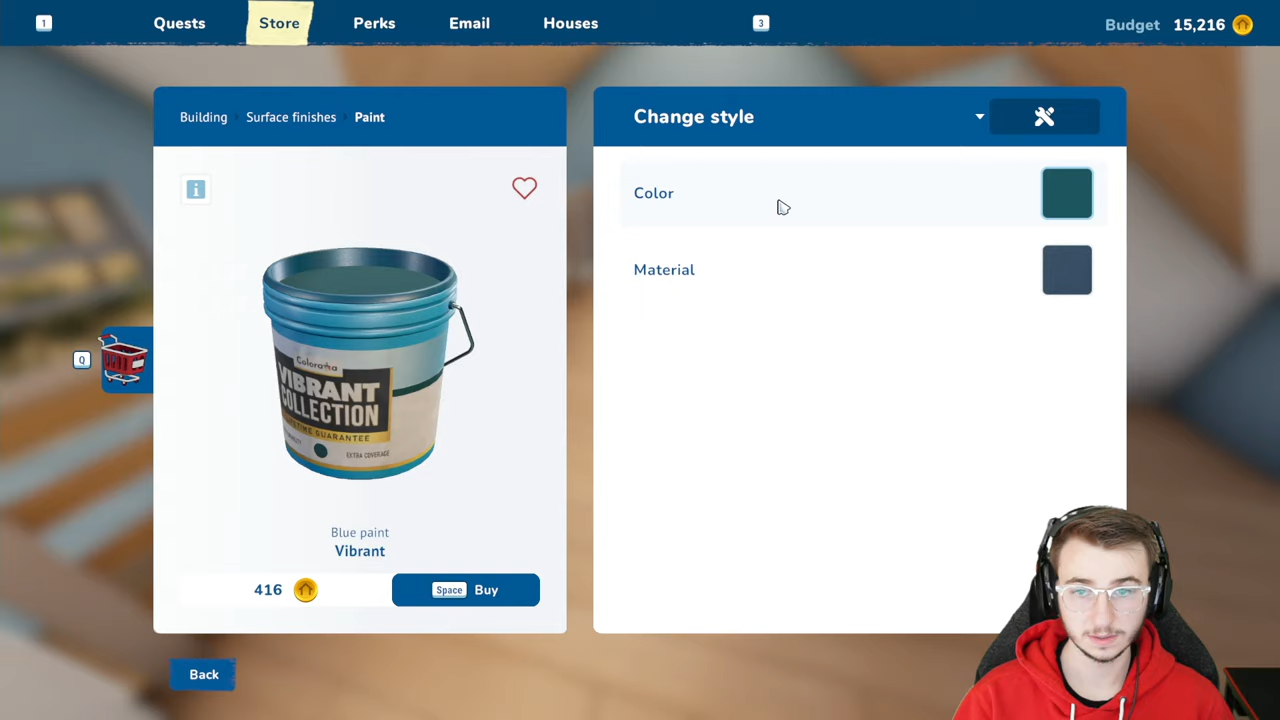 1 Quests Store Perks Email Houses 3 Budget 15,216
Building Surface finishes Paint
Change style
i
Color
Material
Q
Colorama
VIBRANT
COLLECTION
GUARANTEE
EXTRA COVERAGE
Blue paint
Vibrant
416 Space Buy
Back